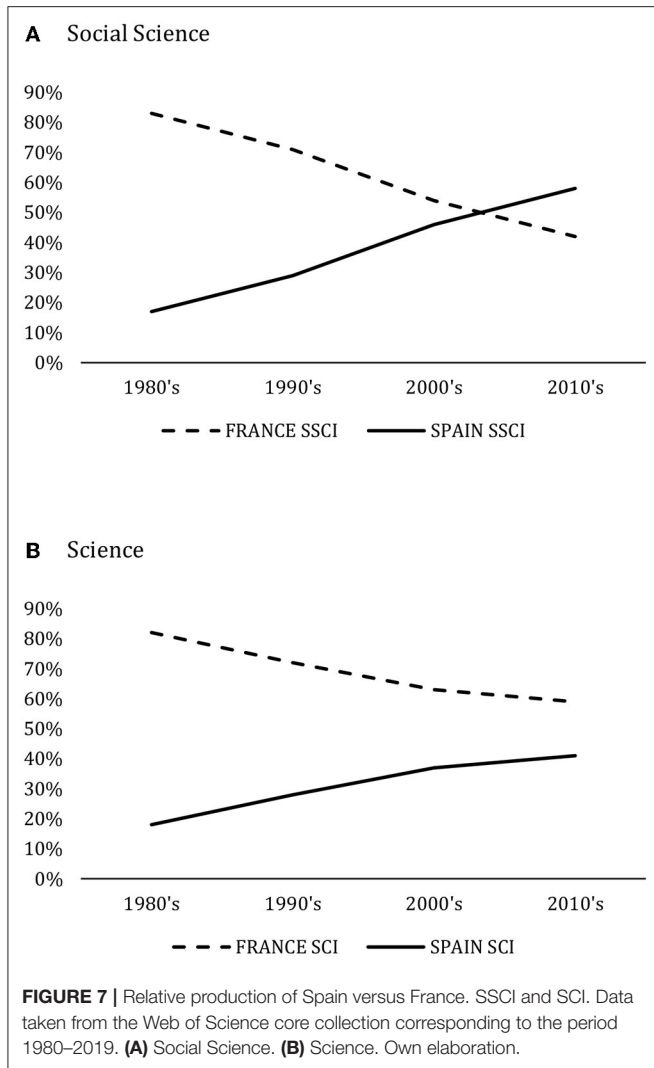 A Social Science
90%
80%
70%
60%
50%
40%
30%
20%
10%
0%
1980's 1990's 2000's 2010's
FRANCE SSCI SPAIN SSCI
B Science
90%
80%
70%
60%
50%
40%
30%
20%
10%
0%
1980's 1990's 2000's 2010's
FRANCE SCI SPAIN SCI
FIGURE 7 | Relative production of Spain versus France. SSCI and SCI. Data
taken from the Web of Science core collection corresponding to the period
1980–2019. (A) Social Science. (B) Science. Own elaboration.